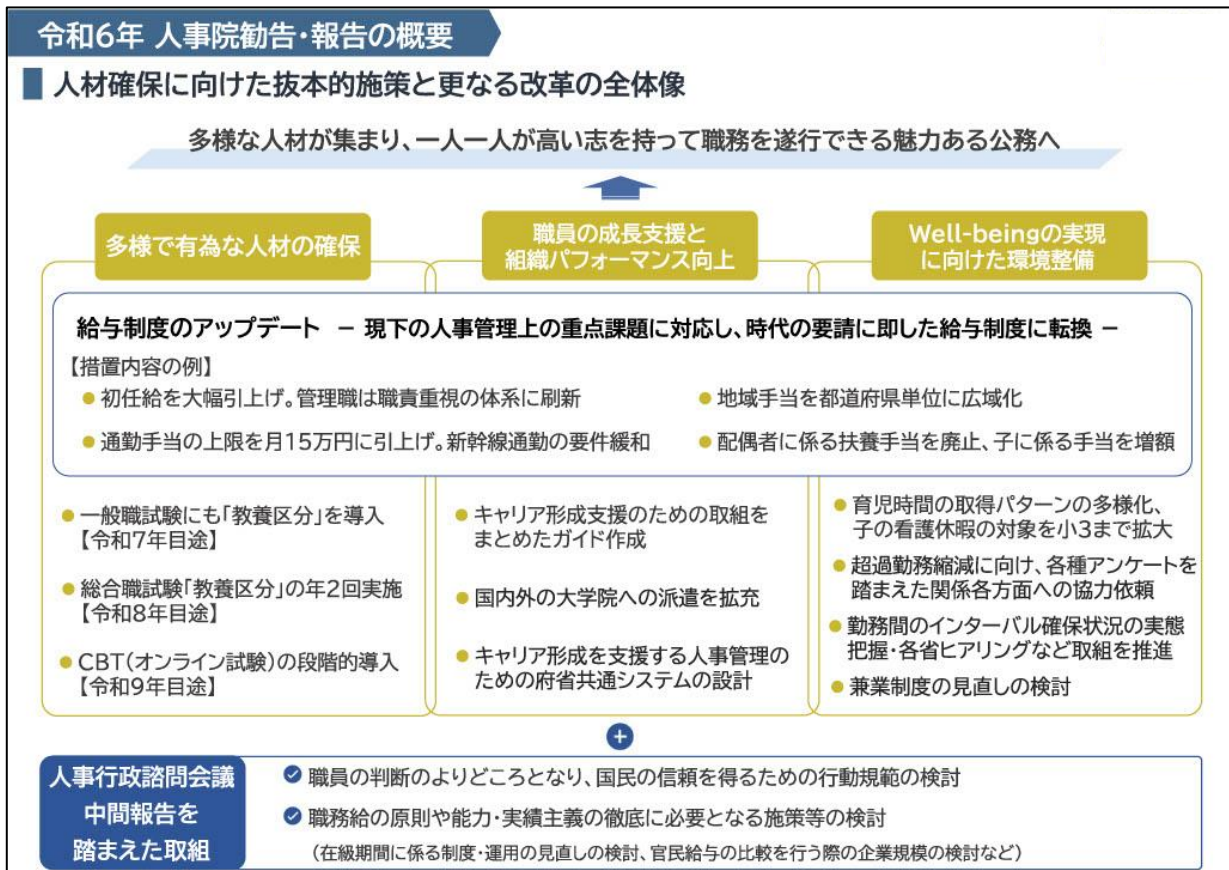 令和6年 人事院勧告・報告の概要
人材確保に向けた抜本的施策と更なる改革の全体像
多様な人材が集まり、一人一人が高い志を持って職務を遂行できる魅力ある公務へ
多様で有為な人材の確保
職員の成長支援と
組織パフォーマンス向上
Well-beingの実現
に向けた環境整備
給与制度のアップデート － 現下の人事管理上の重点課題に対応し、時代の要請に即した給与制度に転換 －
【措置内容の例】
● 初任給を大幅引上げ。管理職は職責重視の体系に刷新
● 地域手当を都道府県単位に広域化
● 通勤手当の上限を月15万円に引上げ。新幹線通勤の要件緩和
● 配偶者に係る扶養手当を廃止、子に係る手当を増額
● 一般職試験にも「教養区分」を導入
【令和7年目途】
● 総合職試験「教養区分」の年2回実施
【令和8年目途】
● CBT(オンライン試験)の段階的導入
【令和9年目途】
● キャリア形成支援のための取組を
まとめたガイド作成
● 国内外の大学院への派遣を拡充
● キャリア形成を支援する人事管理の
ための府省共通システムの設計
● 育児時間の取得パターンの多様化、
子の看護休暇の対象を小3まで拡大
● 超過勤務縮減に向け、各種アンケートを
踏まえた関係各方面への協力依頼
● 勤務間のインターバル確保状況の実態
把握・各省ヒアリングなど取組を推進
● 兼業制度の見直しの検討
+
人事行政諮問会議
中間報告を
踏まえた取組
職員の判断のよりどころとなり、国民の信頼を得るための行動規範の検討
職務給の原則や能力・実績主義の徹底に必要となる施策等の検討
(在級期間に係る制度・運用の見直しの検討、官民給与の比較を行う際の企業規模の検討など)